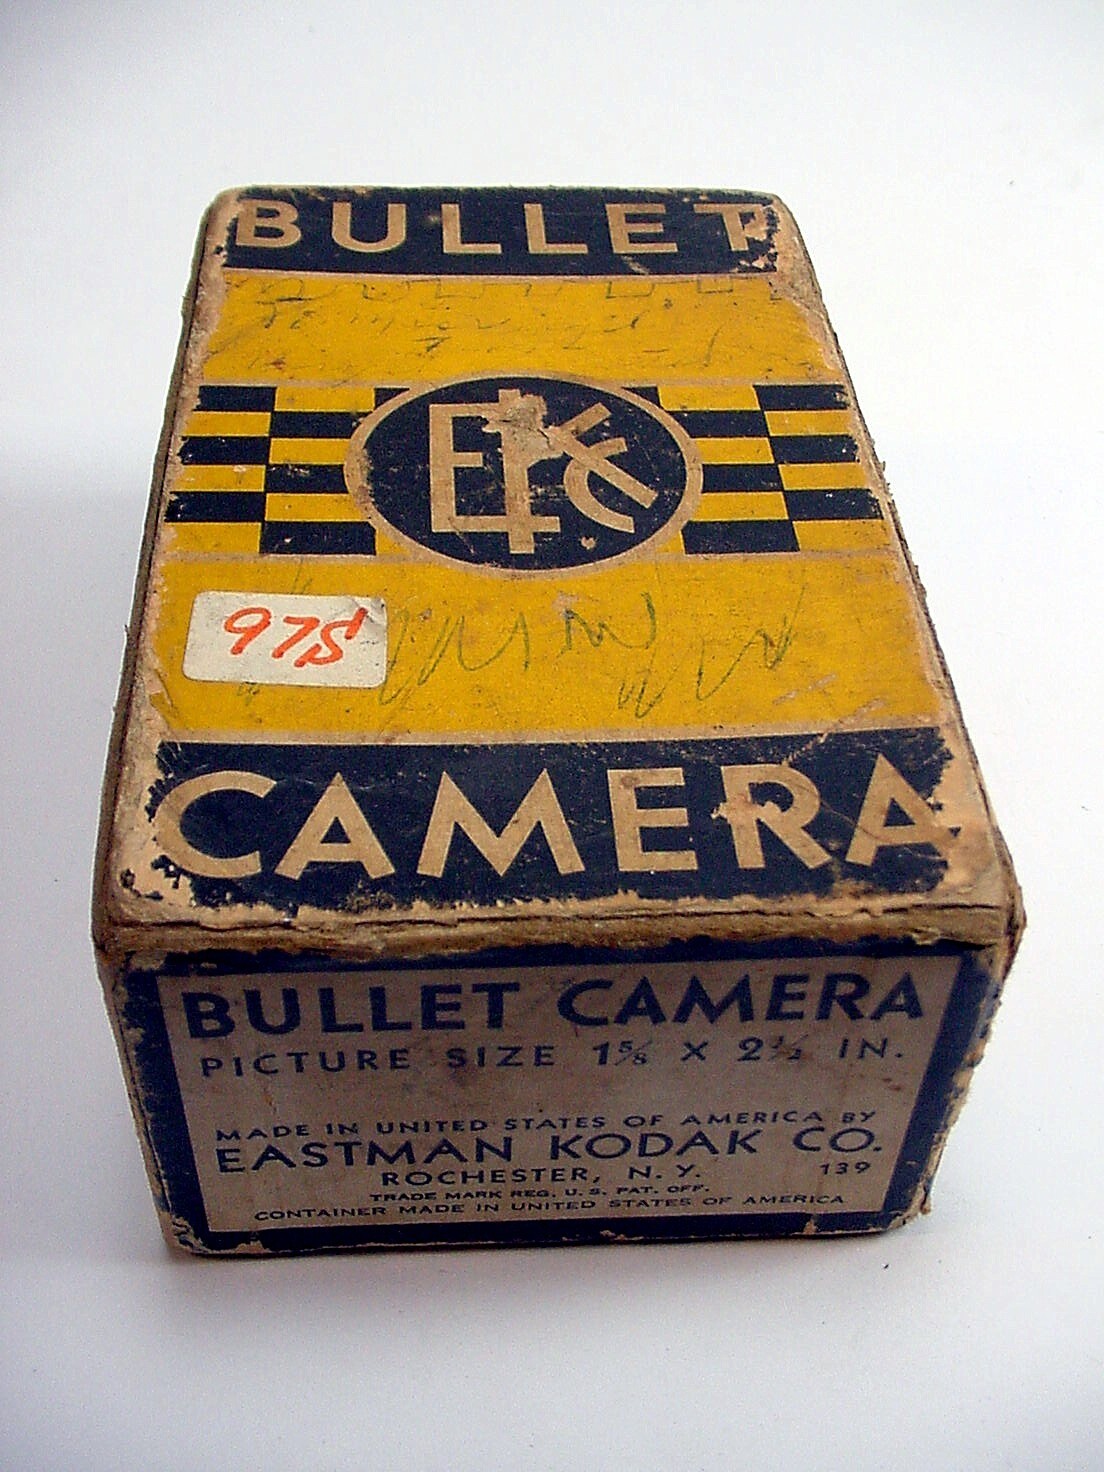 BULLET
EKC
97S
CAMERA
BULLET CAMERA
PICTURE SIZE 1⅝ X 2½ IN.
MADE IN UNITED STATES OF AMERICA BY
EASTMAN KODAK CO.
ROCHESTER, N. Y. 139
TRADE MARK REG. U. S. PAT. OFF.
CONTAINER MADE IN UNITED STATES OF AMERICA